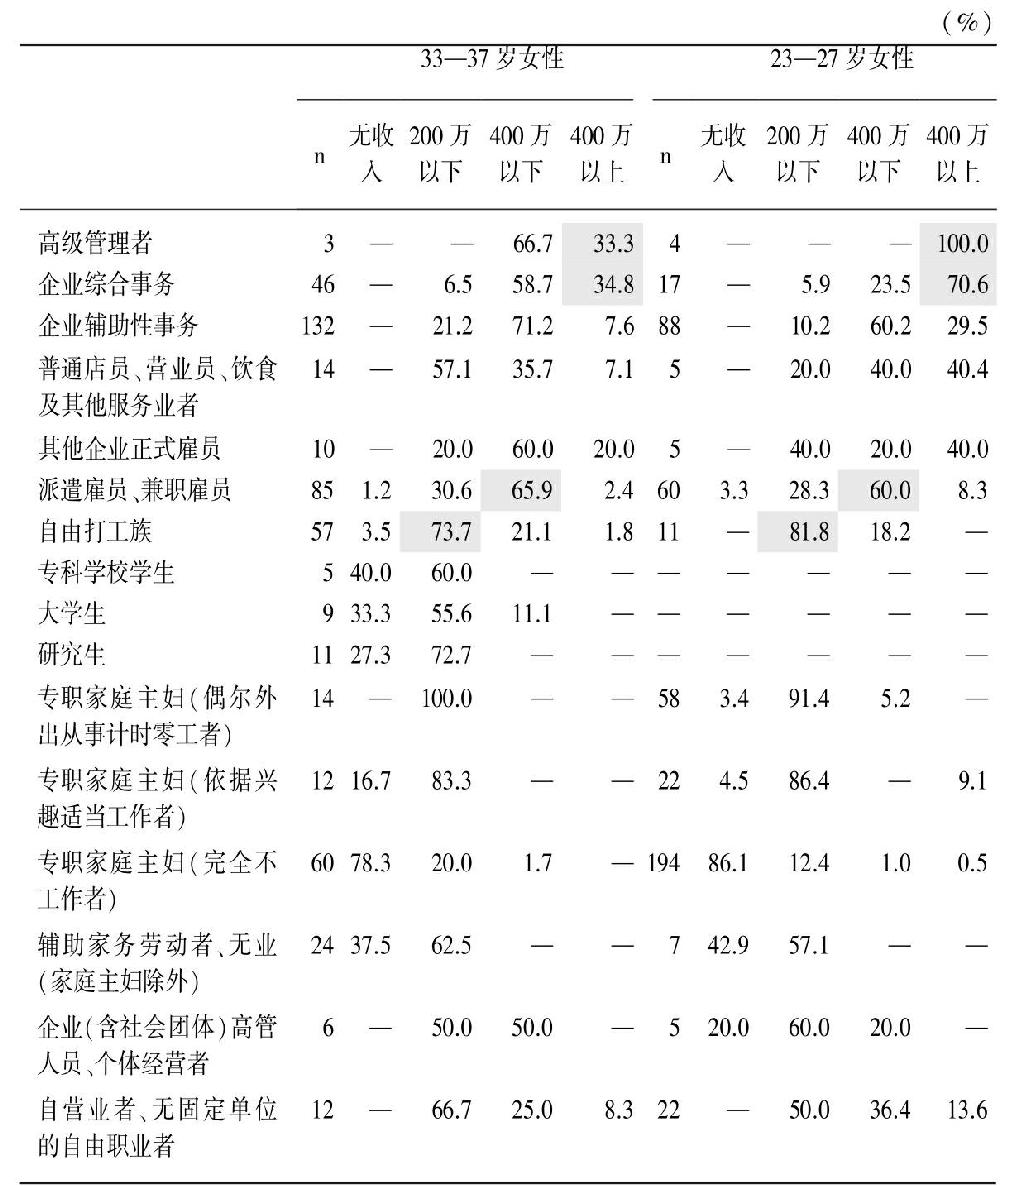 (%)
33—37岁女性 23—27岁女性
n 无收入 200万以下 400万以下 400万以上 n 无收入 200万以下 400万以下 400万以上
高级管理者 3 — — 66.7 33.3 4 — — — 100.0
企业综合事务 46 — 6.5 58.7 34.8 17 — 5.9 23.5 70.6
企业辅助性事务 132 — 21.2 71.2 7.6 88 — 10.2 60.2 29.5
普通店员、营业员、饮食 14 — 57.1 35.7 7.1 5 — 20.0 40.0 40.4
及其他服务业者
其他企业正式雇员 10 — 20.0 60.0 20.0 5 — 40.0 20.0 40.0
派遣雇员、兼职雇员 85 1.2 30.6 65.9 2.4 60 3.3 28.3 60.0 8.3
自由打工族 57 3.5 73.7 21.1 1.8 11 — 81.8 18.2 —
专科学校学生 5 40.0 60.0 — — — — — — —
大学生 9 33.3 55.6 11.1 — — — — — —
研究生 11 27.3 72.7 — — — — — — —
专职家庭主妇(偶尔外 14 — 100.0 — — 58 3.4 91.4 5.2 —
出从事计时零工者)
专职家庭主妇(依据兴 12 16.7 83.3 — — 22 4.5 86.4 — 9.1
趣适当工作者)
专职家庭主妇(完全不 60 78.3 20.0 1.7 — 194 86.1 12.4 1.0 0.5
工作者)
辅助家务劳动者、无业 24 37.5 62.5 — — 7 42.9 57.1 — —
(家庭主妇除外)
企业(含社会团体)高管 6 — 50.0 50.0 — 5 20.0 60.0 20.0 —
人员、个体经营者
自营业者、无固定单位 12 — 66.7 25.0 8.3 22 — 50.0 36.4 13.6
的自由职业者